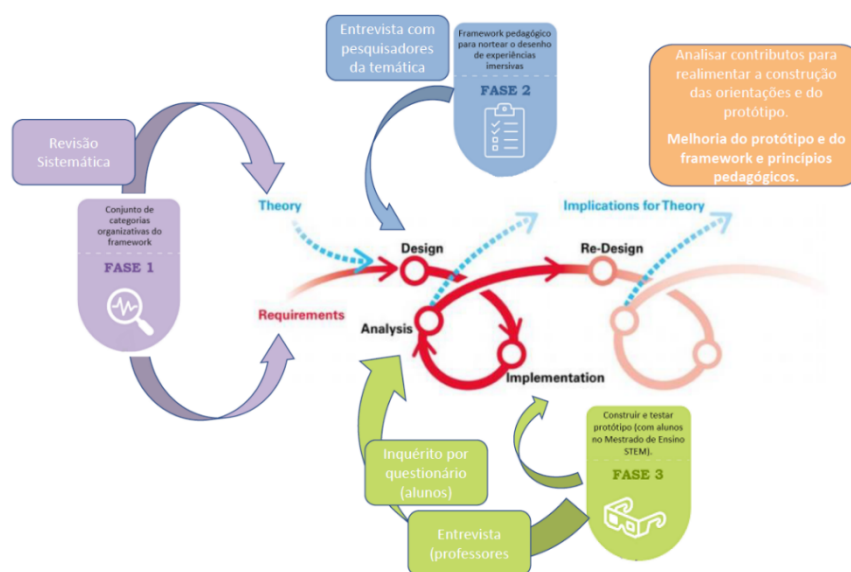 Entrevista com
pesquisadores
da temática
Framework pedagógico
para nortear o desenho
de experiências
imersivas
FASE 2
Analisar contributos para
realimentar a construção
das orientações e do
protótipo.
Melhoria do protótipo e do
framework e princípios
pedagógicos.
Revisão
Sistemática
Conjunto de
categorias
organizativas do
framework
FASE 1
Theory
Implications for Theory
Design
Re-Design
Requirements
Analysis
Implementation
Inquérito por
questionário
(alunos)
Entrevista
(professores
Construir e testar
protótipo (com alunos
no Mestrado de Ensino
STEM).
FASE 3